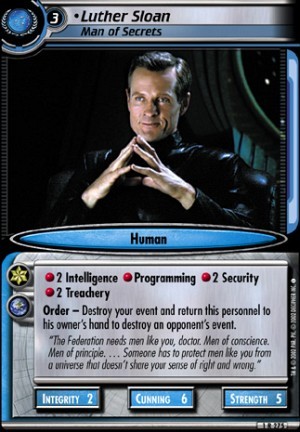 3
•Luther Sloan
Man of Secrets
Human
2 Intelligence Programming 2 Security
2 Treachery
Order – Destroy your event and return this personnel
to his owner's hand to destroy an opponent's event.
"The Federation needs men like you, doctor. Men of conscience.
Men of principle. . . . Someone has to protect men like you from
a universe that doesn't share your sense of right and wrong."
Integrity 2 Cunning 6 Strength 5